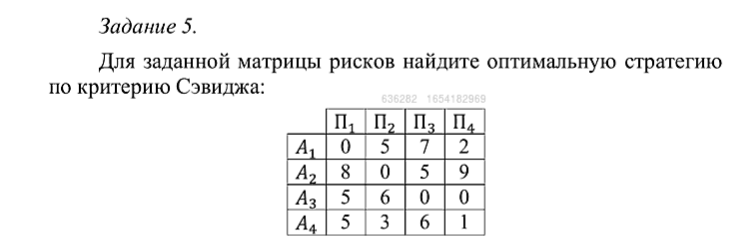 Задание 5.
Для заданной матрицы рисков найдите оптимальную стратегию
по критерию Сэвиджа:
636282 1654182969
П₁ П₂ П₃ П₄
A₁ 0 5 7 2
A₂ 8 0 5 9
A₃ 5 6 0 0
A₄ 5 3 6 1